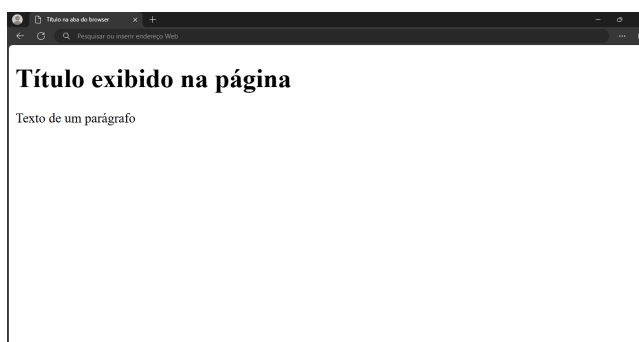 Título na aba do browser
Pesquisar ou inserir endereço Web
Título exibido na página
Texto de um parágrafo